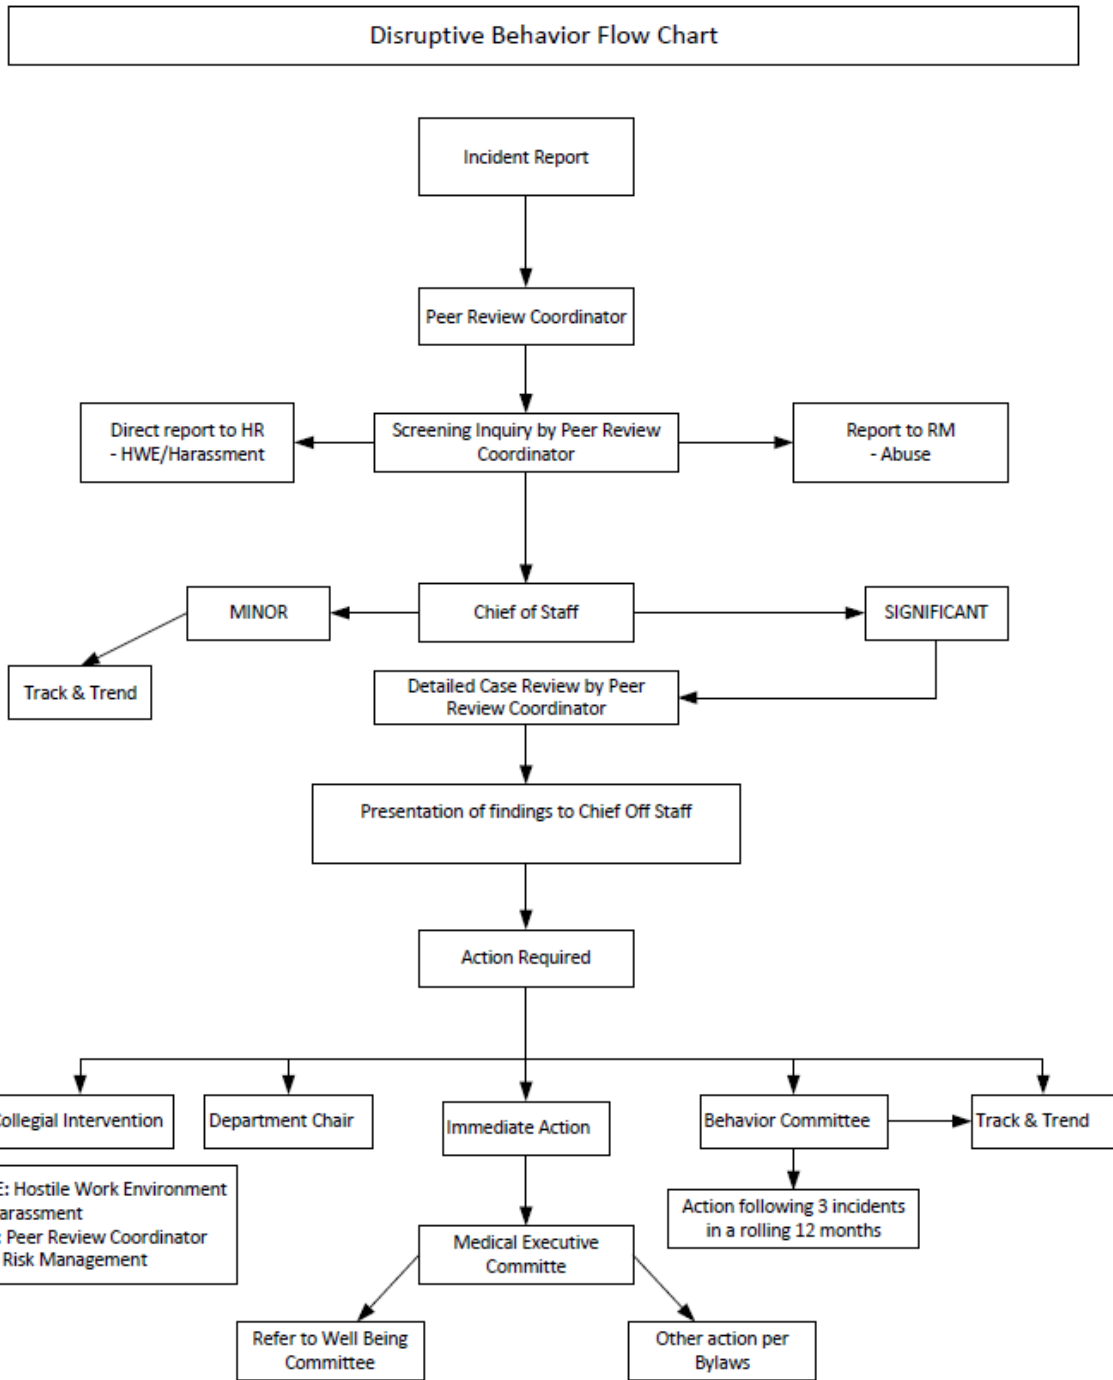 Disruptive Behavior Flow Chart
Incident Report
Peer Review Coordinator
Direct report to HR
- HWE/Harassment
Screening Inquiry by Peer Review
Coordinator
Report to RM
- Abuse
MINOR
Chief of Staff
SIGNIFICANT
Track & Trend
Detailed Case Review by Peer
Review Coordinator
Presentation of findings to Chief Off Staff
Action Required
Collegial Intervention
Department Chair
Immediate Action
Behavior Committee
Track & Trend
E: Hostile Work Environment
arassment
: Peer Review Coordinator
Risk Management
Action following 3 incidents
in a rolling 12 months
Medical Executive
Committe
Refer to Well Being
Committee
Other action per
Bylaws